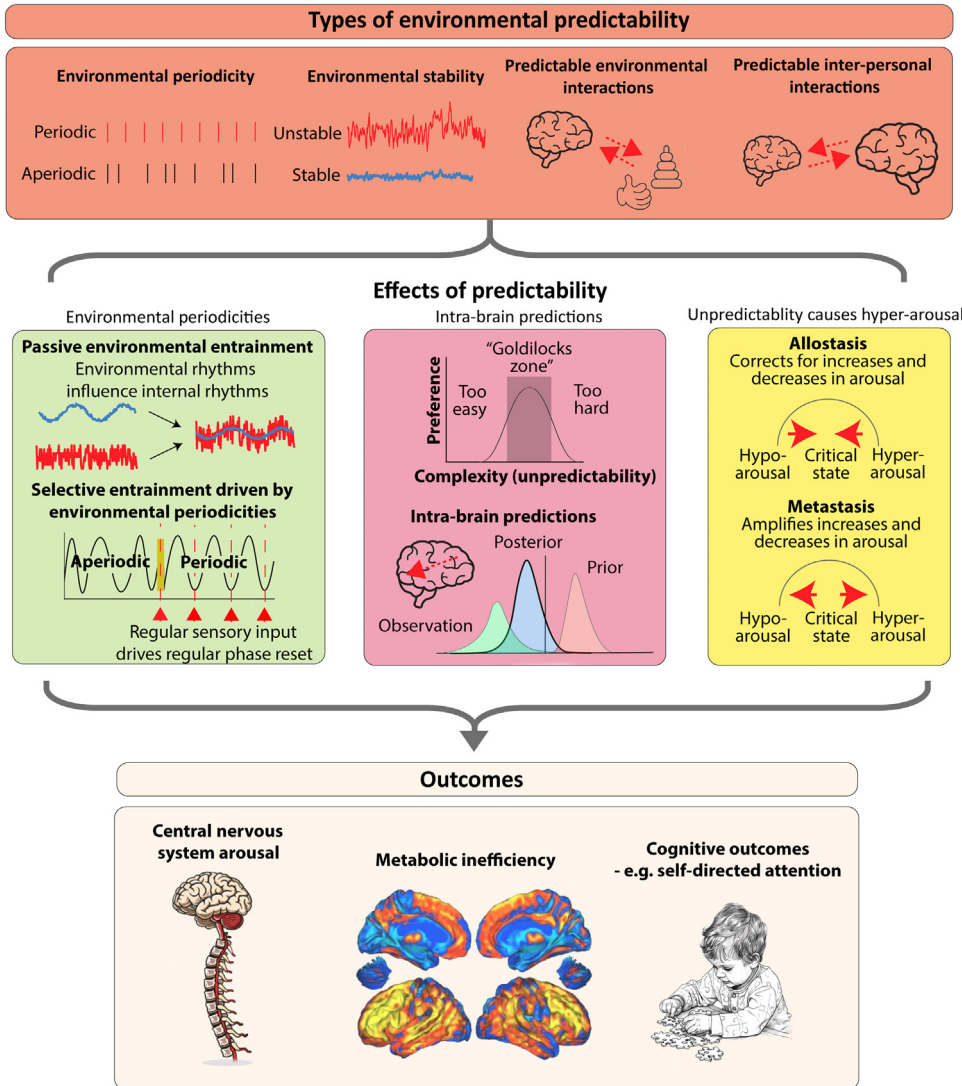 Types of environmental predictability
Environmental periodicity
Periodic
Aperiodic
Environmental stability
Unstable
Stable
Predictable environmental
interactions
Predictable inter-personal
interactions
Effects of predictability
Environmental periodicities
Passive environmental entrainment
Environmental rhythms
influence internal rhythms
Selective entrainment driven by
environmental periodicities
Aperiodic
Periodic
Regular sensory input
drives regular phase reset
Intra-brain predictions
"Goldilocks
zone"
Too
easy
Too
hard
Preference
Complexity (unpredictability)
Intra-brain predictions
Posterior
Prior
Observation
Unpredictablity causes hyper-arousal
Allostasis
Corrects for increases and
decreases in arousal
Hypo-
arousal
Critical
state
Hyper-
arousal
Metastasis
Amplifies increases and
decreases in arousal
Hypo-
arousal
Critical
state
Hyper-
arousal
Outcomes
Central nervous
system arousal
Metabolic inefficiency
Cognitive outcomes
- e.g. self-directed attention